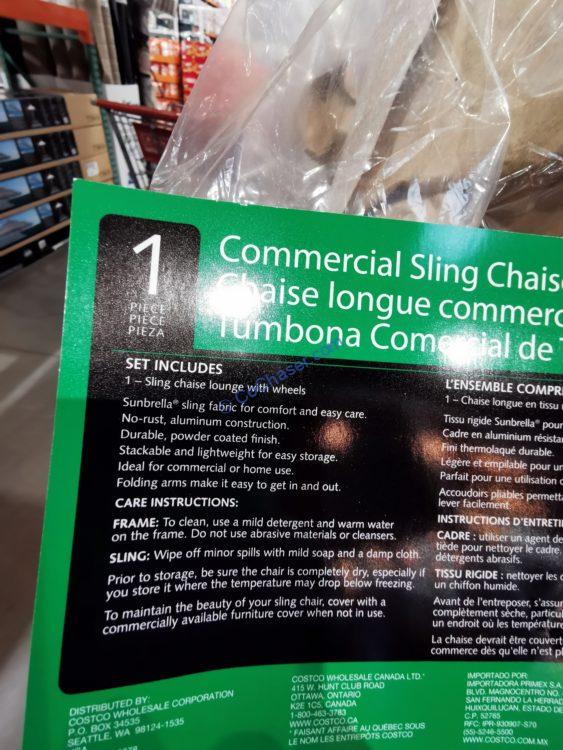 1
PIECE
PIÈCE
PIEZA
Commercial Sling Chaise
Chaise longue commerc
Tumbona Comercial de T
SET INCLUDES
1 – Sling chaise lounge with wheels
Sunbrella® sling fabric for comfort and easy care.
No-rust, aluminum construction.
Durable, powder coated finish.
Stackable and lightweight for easy storage.
Ideal for commercial or home use.
Folding arms make it easy to get in and out.
CARE INSTRUCTIONS:
FRAME: To clean, use a mild detergent and warm water
on the frame. Do not use abrasive materials or cleansers.
SLING: Wipe off minor spills with mild soap and a damp cloth.
Prior to storage, be sure the chair is completely dry, especially if
you store it where the temperature may drop below freezing.
To maintain the beauty of your sling chair, cover with a
commercially available furniture cover when not in use.
L'ENSEMBLE COMPR
1 – Chaise longue en tissu
Tissu rigide Sunbrella® pour
Cadre en aluminium résista
Fini thermolaqué durable.
Légère et empilable pour un
Parfait pour une utilisation
Accoudoirs pliables permett
lever facilement.
INSTRUCTIONS D'ENTRETI
CADRE : utiliser un agent de
tiède pour nettoyer le cadre.
détergents abrasifs.
TISSU RIGIDE : nettoyer les
un chiffon humide.
Avant de l'entreposer, s'assur
complètement sèche, particul
un endroit où les température
La chaise devrait être couvert
commerce dès qu'elle n'est pl
DISTRIBUTED BY:
COSTCO WHOLESALE CORPORATION
P.O. BOX 34535
SEATTLE, WA 98124-1535
COSTCO WHOLESALE CANADA LTD.*
415 W. HUNT CLUB ROAD
OTTAWA, ONTARIO
K2E 1C5, CANADA
1-800-463-3783
WWW.COSTCO.CA
* FAISANT AFFAIRE AU QUÉBEC SOUS
LE NOM LES ENTREPÔTS COSTCO
IMPORTADO POR:
IMPORTADORA PRIMEX S.A.
BLVD. MAGNOCENTRO NO.
SAN FERNANDO LA HERRAD
HUIXQUILUCAN, ESTADO DE
C.P. 52765
RFC: IPR-930907-S70
(55)-5246-5500
WWW.COSTCO.COM.MX